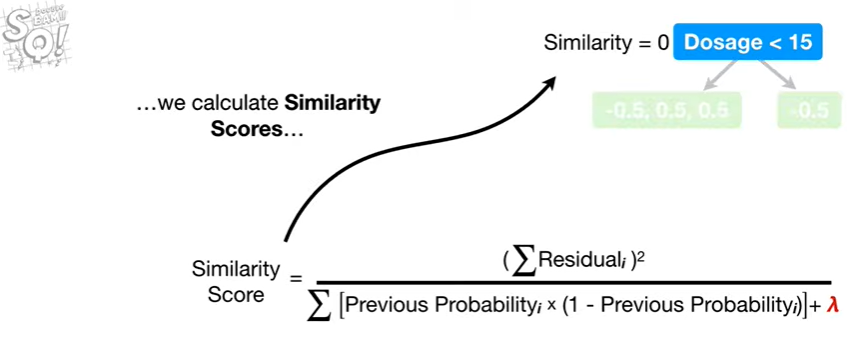 StatQuest!
Similarity = 0 Dosage < 15
...we calculate Similarity
Scores...
-0.5, 0.5, 0.5 -0.5
Similarity
Score
=
(∑Residualᵢ)²
∑ [Previous Probabilityᵢ × (1 - Previous Probabilityᵢ)]+ λ